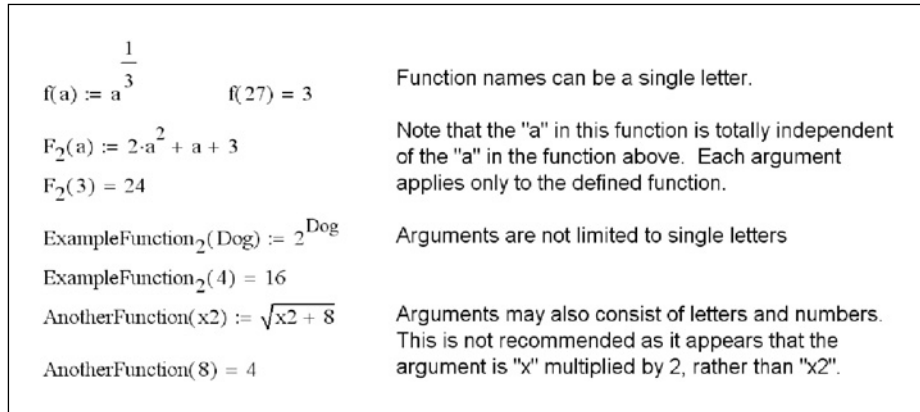 f(a) := a^(1/3) f(27) = 3
Function names can be a single letter.
F₂(a) := 2·a² + a + 3
F₂(3) = 24
Note that the "a" in this function is totally independent
of the "a" in the function above. Each argument
applies only to the defined function.
ExampleFunction₂(Dog) := 2^Dog
Arguments are not limited to single letters
ExampleFunction₂(4) = 16
AnotherFunction(x2) := √(x2 + 8)
AnotherFunction(8) = 4
Arguments may also consist of letters and numbers.
This is not recommended as it appears that the
argument is "x" multiplied by 2, rather than "x2".